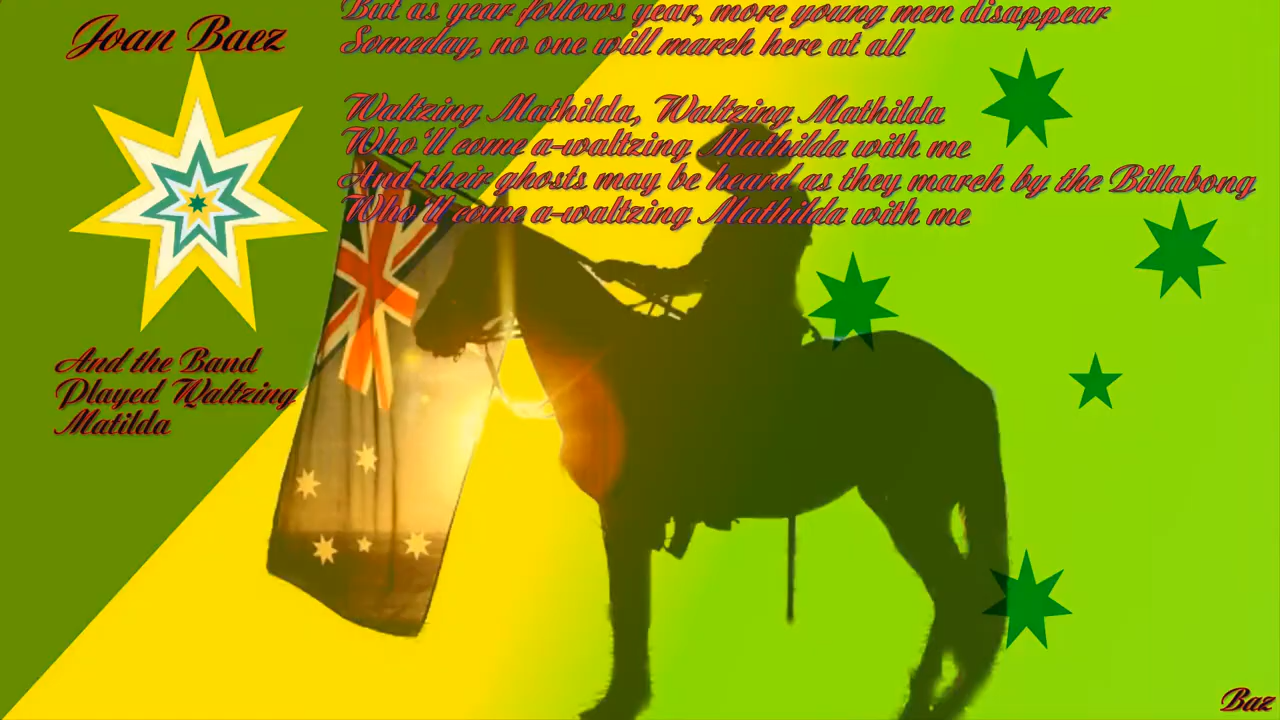 Joan Baez
And the Band
Played Waltzing
Matilda
But as year follows year, more young men disappear
Someday, no one will march here at all
Waltzing Mathilda, Waltzing Mathilda
Who'll come a-waltzing Mathilda with me
And their ghosts may be heard as they march by the Billabong
Who'll come a-waltzing Mathilda with me
Baz